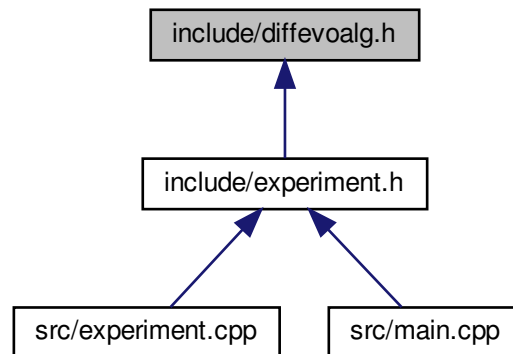 include/diffevoalg.h
include/experiment.h
src/experiment.cpp
src/main.cpp